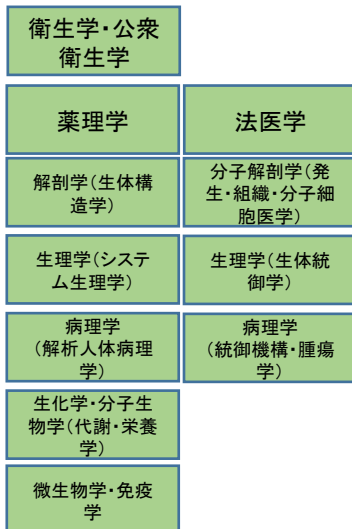 衛生学・公衆
衛生学
薬理学
法医学
解剖学（生体構
造学）
分子解剖学（発
生・組織・分子細
胞医学）
生理学（システ
ム生理学）
生理学（生体統
御学）
病理学
（解析人体病理
学）
病理学
（統御機構・腫瘍
学）
生化学・分子生
物学（代謝・栄養
学）
微生物学・免疫
学